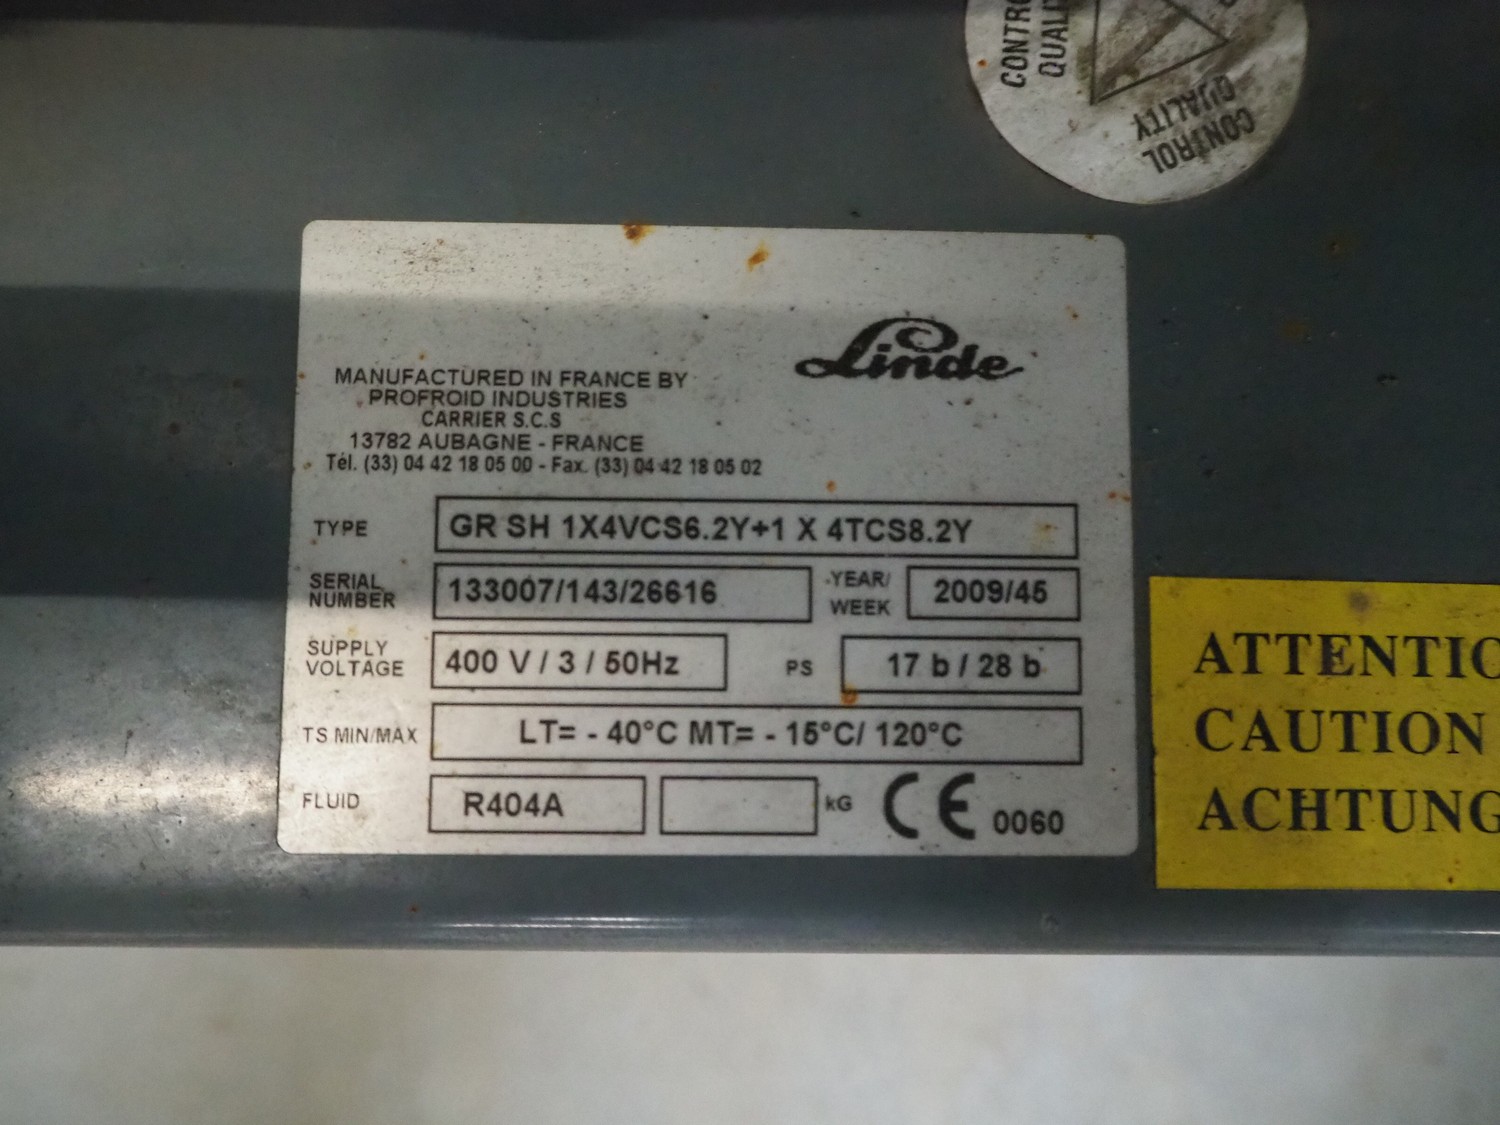 CONTROL
QUALITY
CONTROL
QUALITY
Linde
MANUFACTURED IN FRANCE BY
PROFROID INDUSTRIES
CARRIER S.C.S
13782 AUBAGNE - FRANCE
Tél. (33) 04 42 18 05 00 - Fax. (33) 04 42 18 05 02
TYPE GR SH 1X4VCS6.2Y+1 X 4TCS8.2Y
SERIAL NUMBER 133007/143/26616 YEAR/ WEEK 2009/45
SUPPLY VOLTAGE 400 V / 3 / 50Hz PS 17 b / 28 b
TS MIN/MAX LT= - 40°C MT= - 15°C/ 120°C
FLUID R404A kG CE 0060
ATTENTIO
CAUTION
ACHTUNG